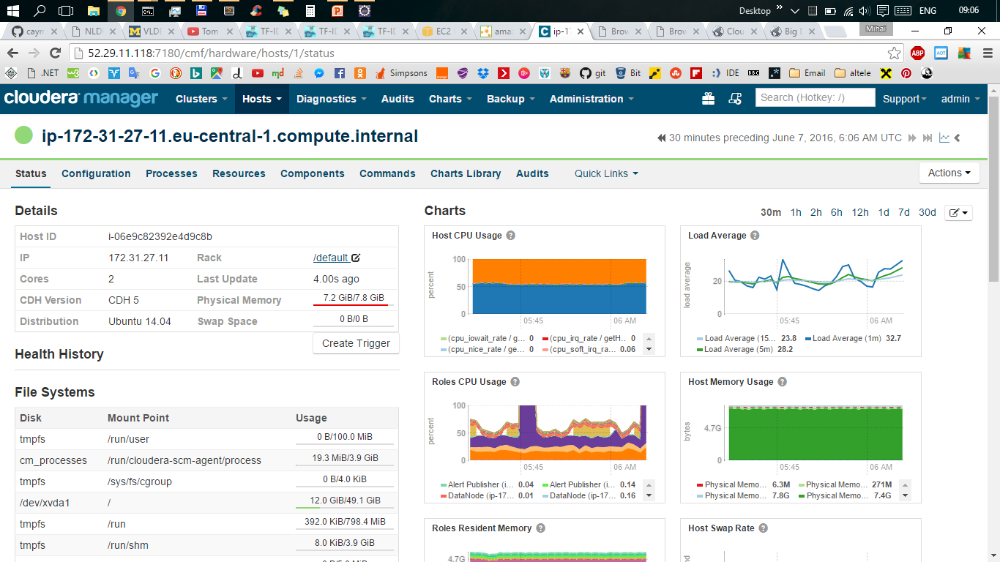 Desktop » ENG 09:06
caym NLD VLD Tom TF-ID TF-ID TF-ID EC2 ama ip-17 Brov Brov Clou Big Mihai
52.29.11.118:7180/cmf/hardware/hosts/1/status
.NET Simpsons git Bit IDE BBC Email altele
cloudera manager Clusters Hosts Diagnostics Audits Charts Backup Administration Search (Hotkey: /) Support admin
ip-172-31-27-11.eu-central-1.compute.internal 30 minutes preceding June 7, 2016, 6:06 AM UTC
Status Configuration Processes Resources Components Commands Charts Library Audits Quick Links Actions
Details
Host ID i-06e9c82392e4d9c8b
IP 172.31.27.11 Rack /default
Cores 2 Last Update 4.00s ago
CDH Version CDH 5 Physical Memory 7.2 GiB/7.8 GiB
Distribution Ubuntu 14.04 Swap Space 0 B/0 B
Create Trigger
Health History
File Systems
Disk Mount Point Usage
tmpfs /run/user 0 B/100.0 MiB
cm_processes /run/cloudera-scm-agent/process 19.3 MiB/3.9 GiB
tmpfs /sys/fs/cgroup 0 B/4.0 KiB
/dev/xvda1 / 12.0 GiB/49.1 GiB
tmpfs /run 392.0 KiB/798.4 MiB
tmpfs /run/shm 8.0 KiB/3.9 GiB
Charts 30m 1h 2h 6h 12h 1d 7d 30d
Host CPU Usage
percent
100
50
0
05:45 06 AM
(cpu_iowait_rate / g... 0 (cpu_irq_rate / getH... 0
(cpu_nice_rate / ge... 0 (cpu_soft_irq_ra... 0.06
Load Average
load average
20
0
05:45 06 AM
Load Average (15... 23.8 Load Average (1m) 32.7
Load Average (5m) 28.2
Roles CPU Usage
percent
100
50
0
05:45 06 AM
Alert Publisher (i... 0.04 Alert Publisher (i... 0.14
DataNode (ip-17... 0.01 DataNode (ip-17... 0.16
Host Memory Usage
bytes
4.7G
0
05:45 06 AM
Physical Memo... 6.3M Physical Memo... 271M
Physical Memo... 7.8G Physical Memo... 7.4G
Roles Resident Memory
4.7G
Host Swap Rate